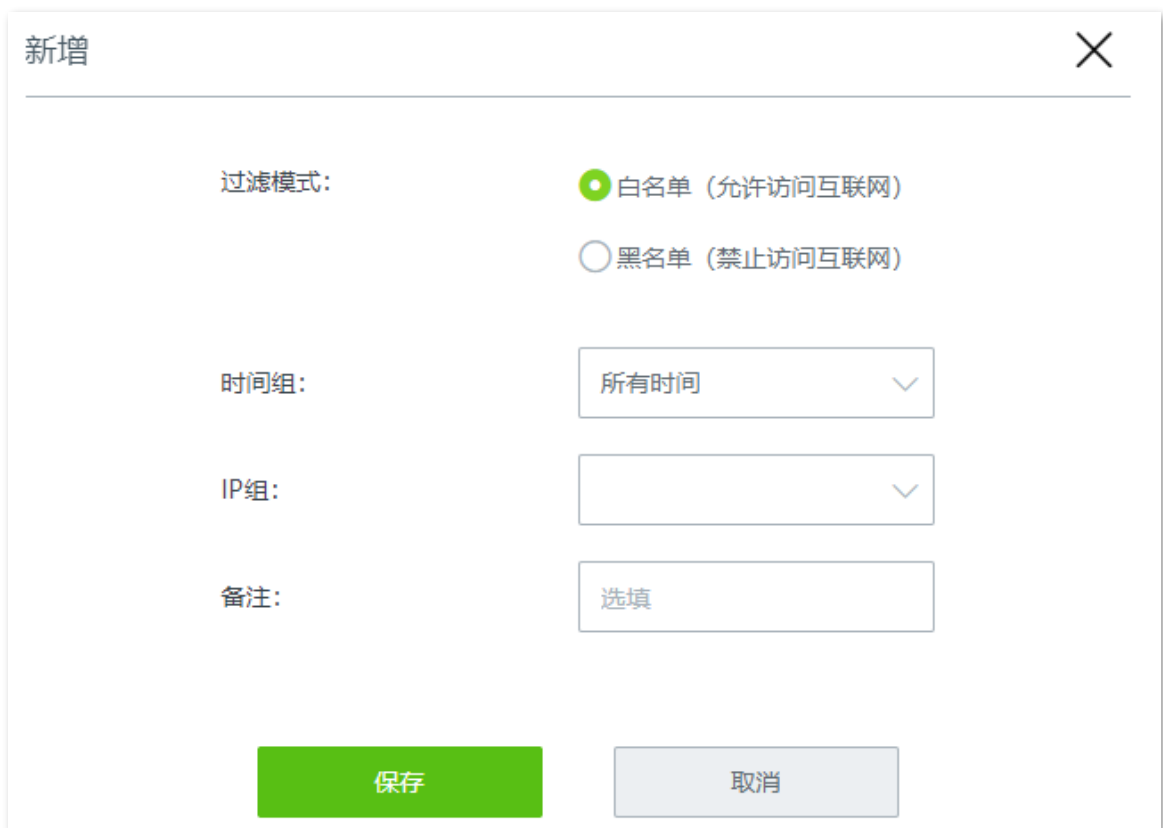 新增
过滤模式：
白名单（允许访问互联网）
黑名单（禁止访问互联网）
时间组：
所有时间
IP组：
备注：
选填
保存
取消